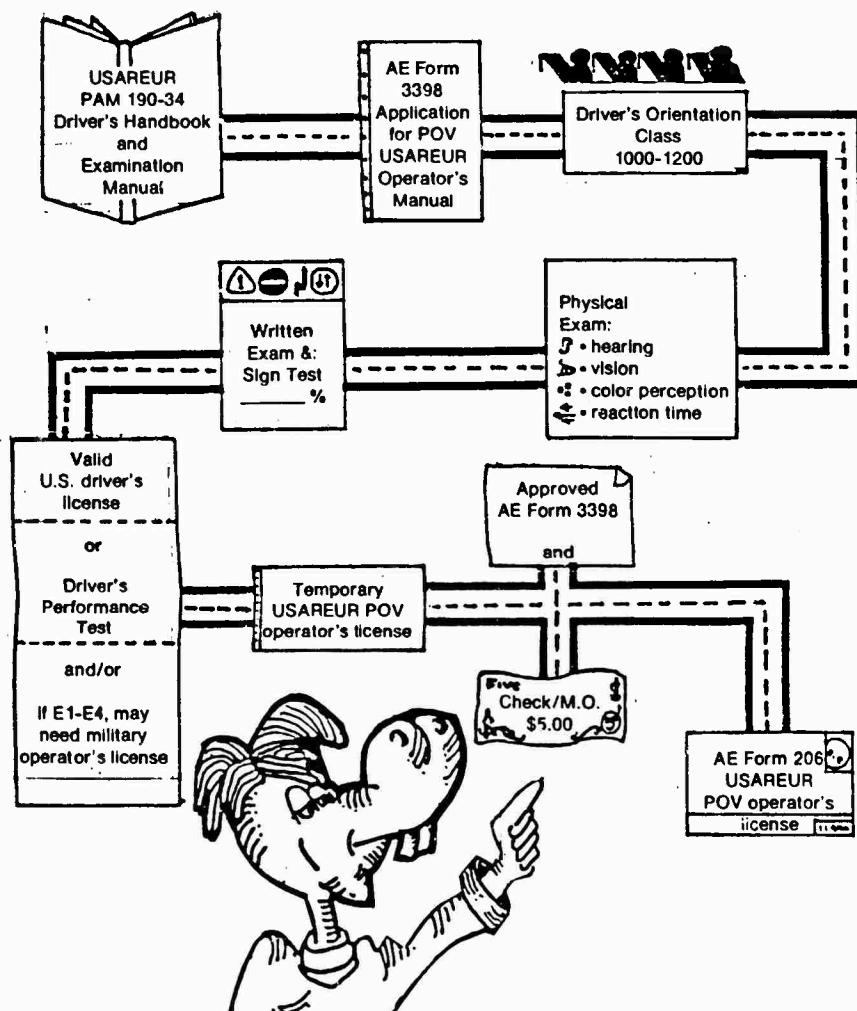 USAREUR
PAM 190-34
Driver's Handbook
and
Examination
Manual
AE Form
3398
Application
for POV
USAREUR
Operator's
Manual
Driver's Orientation
Class
1000-1200
Physical
Exam:
• hearing
• vision
• color perception
• reaction time
Written
Exam &:
Sign Test
______ %
Valid
U.S. driver's
license
or
Driver's
Performance
Test
and/or
If E1-E4, may
need military
operator's license
Temporary
USAREUR POV
operator's license
Approved
AE Form 3398
and
Five
Check/M.O.
$5.00
AE Form 206
USAREUR
POV operator's
license